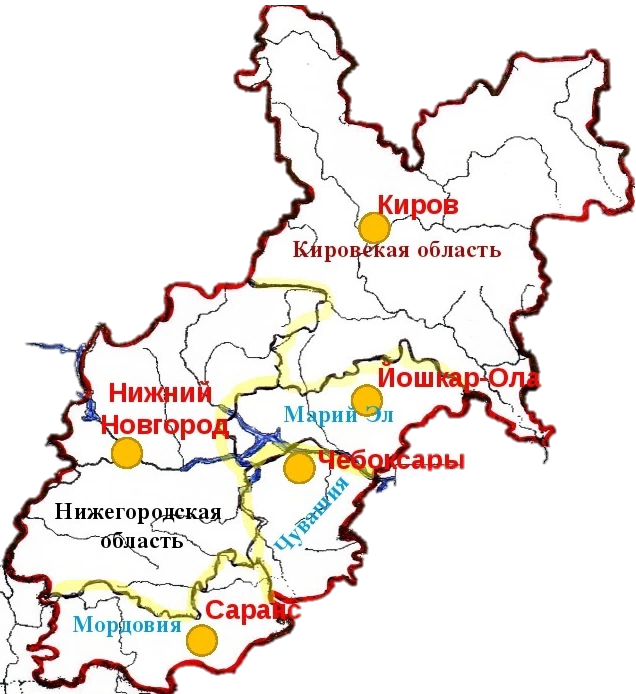 Киров
Кировская область
Йошкар-Ола
Нижний
Новгород
Марий Эл
Чебоксары
Чувашия
Нижегородская
область
Саранс
Мордовия